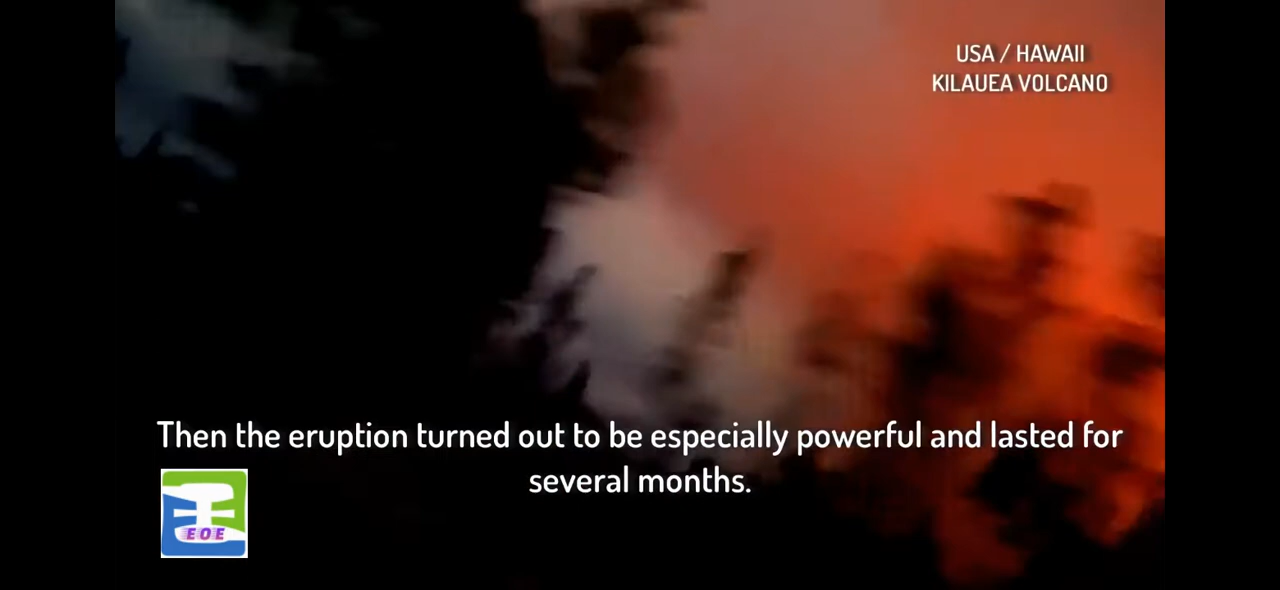 USA / HAWAII
KILAUEA VOLCANO
Then the eruption turned out to be especially powerful and lasted for
several months.
EOE